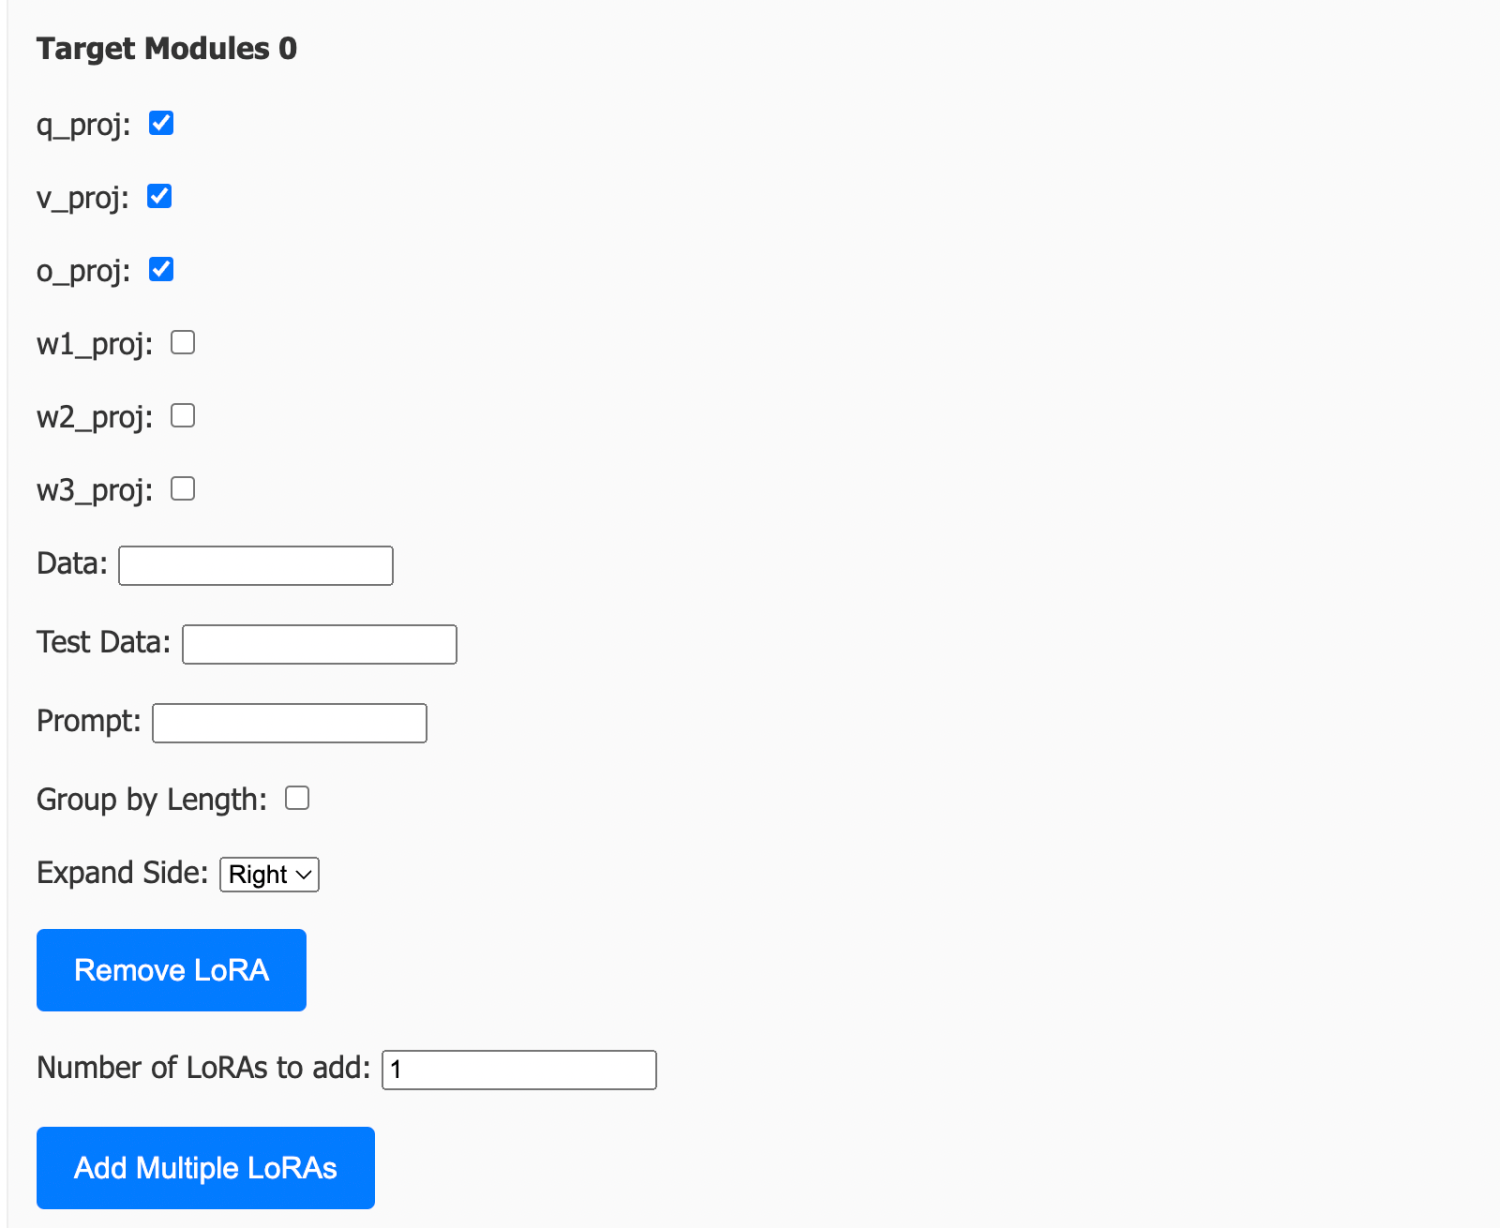 Target Modules 0
q_proj:
v_proj:
o_proj:
w1_proj:
w2_proj:
w3_proj:
Data:
Test Data:
Prompt:
Group by Length:
Expand Side: Right
Remove LoRA
Number of LoRAs to add: 1
Add Multiple LoRAs